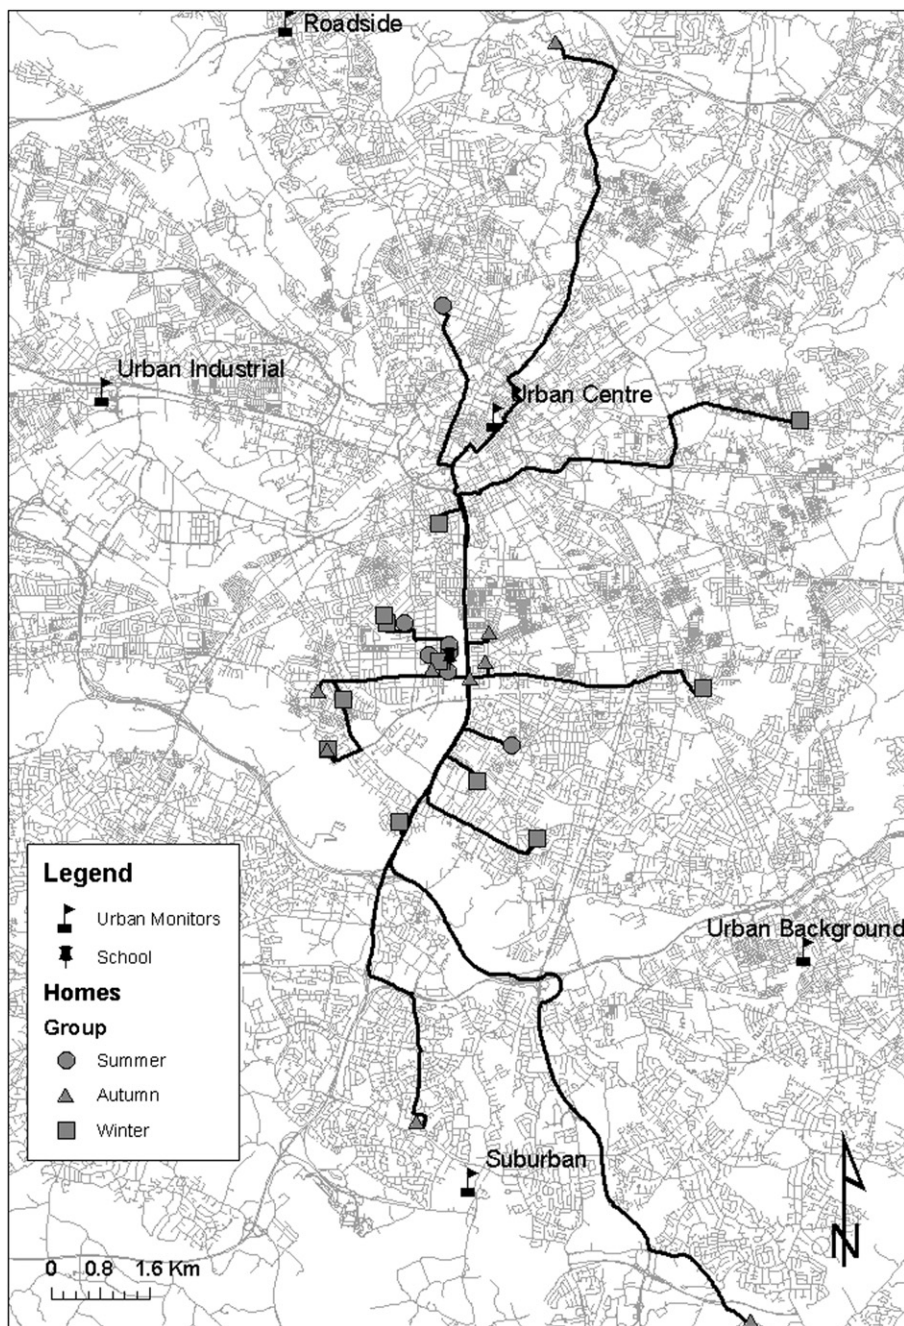 Roadside
Urban Industrial
Urban Centre
Urban Background
Legend
Urban Monitors
School
Homes
Group
Summer
Autumn
Winter
Suburban
0 0.8 1.6 Km
N